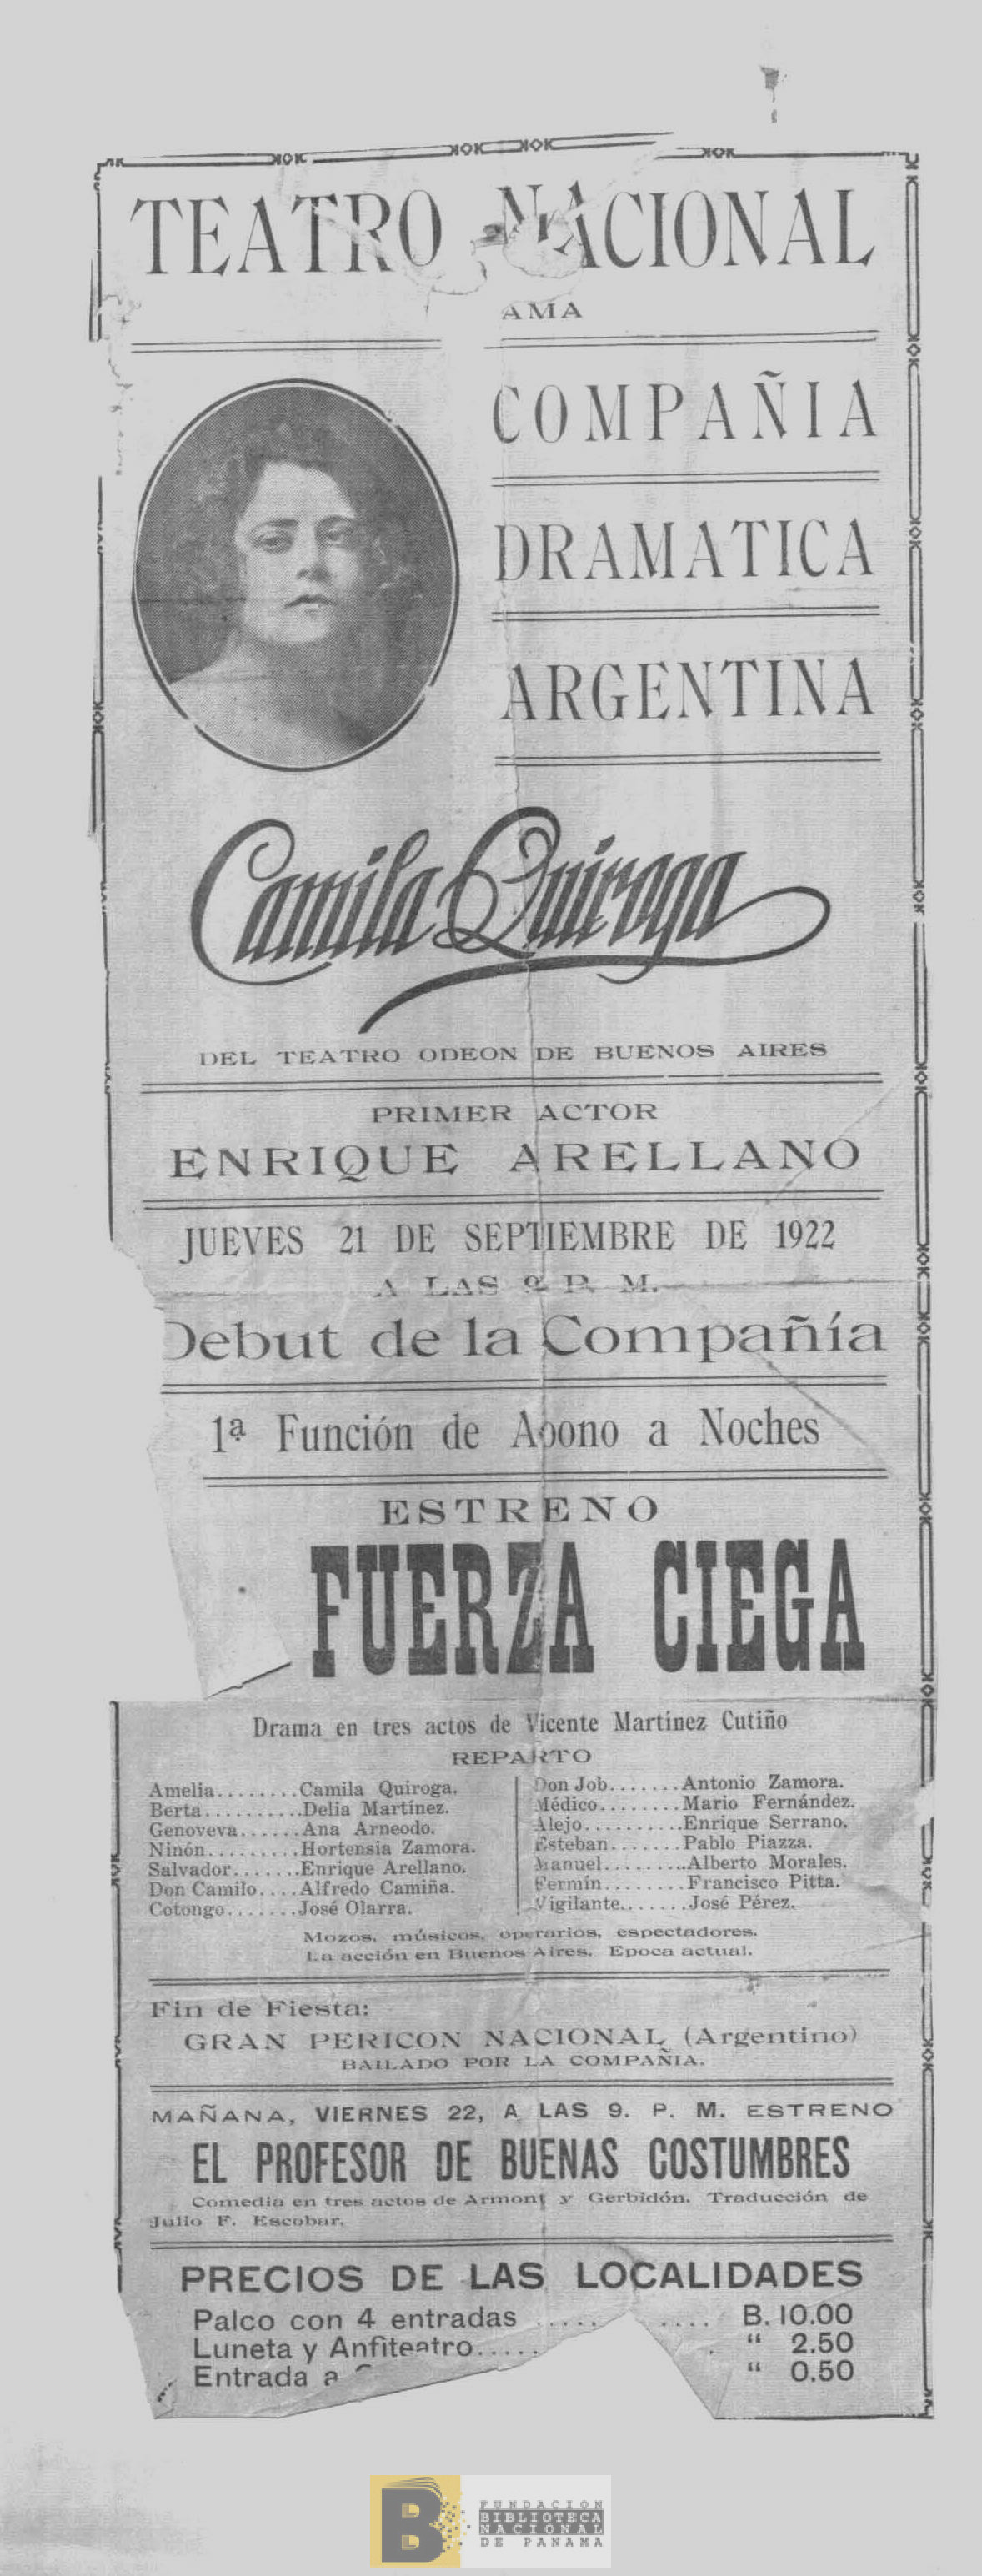 TEATRO NACIONAL
AMA
COMPAÑIA
DRAMATICA
ARGENTINA
Camila Quiroga
DEL TEATRO ODEON DE BUENOS AIRES
PRIMER ACTOR
ENRIQUE ARELLANO
JUEVES 21 DE SEPTIEMBRE DE 1922
A LAS 9 P. M.
Debut de la Compañía
1ª Función de Abono a Noches
ESTRENO
FUERZA CIEGA
Drama en tres actos de Vicente Martinez Cutiño
REPARTO
Amelia........Camila Quiroga.
Berta..........Delia Martínez.
Genoveva......Ana Arneodo.
Ninón.........Hortensia Zamora.
Salvador.......Enrique Arellano.
Don Camilo....Alfredo Camiña.
Cotongo.......José Olarra.
Don Job.......Antonio Zamora.
Médico........Mario Fernández.
Alejo..........Enrique Serrano.
Esteban.......Pablo Piazza.
Manuel.........Alberto Morales.
Fermín........Francisco Pitta.
Vigilante.......José Pérez.
Mozos, músicos, operarios, espectadores.
La acción en Buenos Aires. Epoca actual.
Fin de Fiesta:
GRAN PERICON NACIONAL (Argentino)
BAILADO POR LA COMPAÑIA.
MAÑANA, VIERNES 22, A LAS 9. P. M. ESTRENO
EL PROFESOR DE BUENAS COSTUMBRES
Comedia en tres actos de Armont y Gerbidón. Traducción de
Julio F. Escobar.
PRECIOS DE LAS LOCALIDADES
Palco con 4 entradas ..... .... B. 10.00
Luneta y Anfiteatro..... . “ 2.50
Entrada a “ 0.50
FUNDACION
BIBLIOTECA
NACIONAL
DE PANAMA